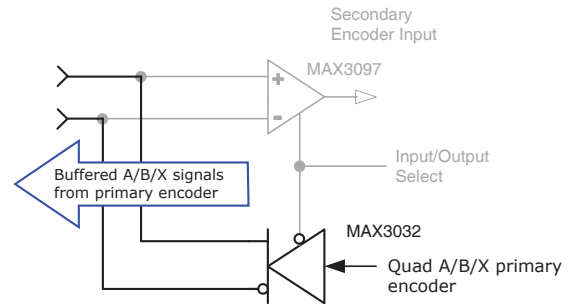 Secondary
Encoder Input
MAX3097
+
-
Input/Output
Select
Buffered A/B/X signals
from primary encoder
MAX3032
Quad A/B/X primary
encoder